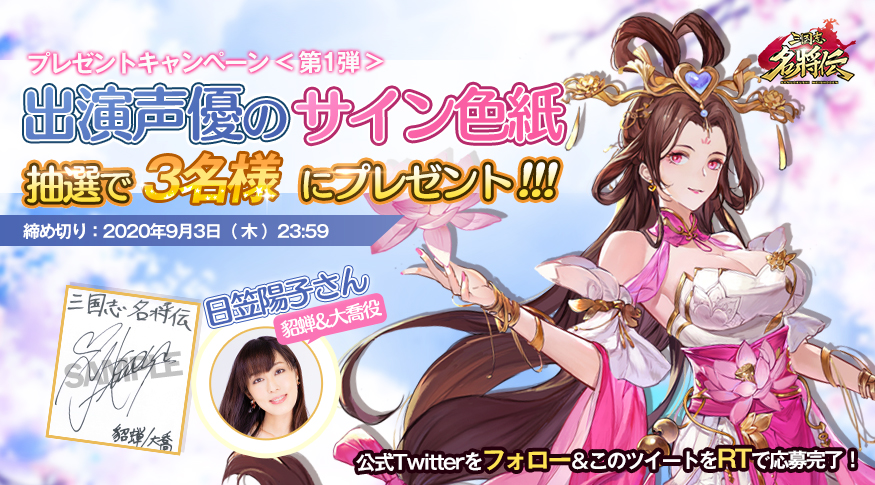 プレゼントキャンペーン＜第1弾＞
三国志
名将伝
出演声優のサイン色紙
抽選で3名様にプレゼント!!!
締め切り：2020年9月3日（木）23:59
日笠陽子さん
貂蝉&大喬役
三国志名将伝
SAMPLE
貂蝉/大喬
公式Twitterをフォロー&このツイートをRTで応募完了！